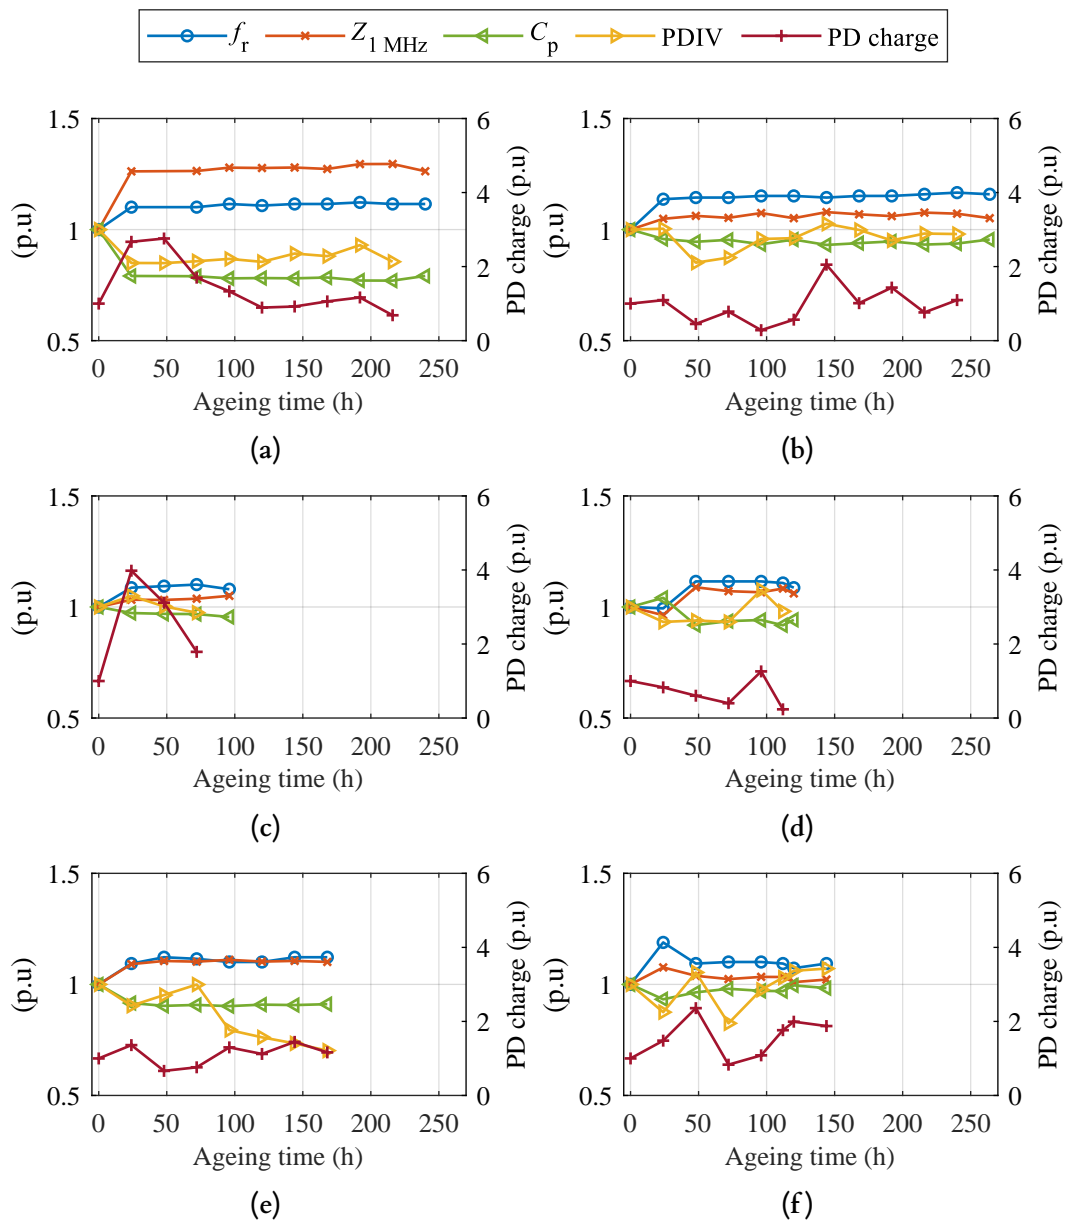 f_r Z_1 MHz C_p PDIV PD charge
1.5 6 1.5 6
(p.u) 4 PD charge (p.u) (p.u) 4 PD charge (p.u)
1 1
2 2
0.5 0 0.5 0
0 50 100 150 200 250 0 50 100 150 200 250
Ageing time (h) Ageing time (h)
(a) (b)
1.5 6 1.5 6
(p.u) 4 PD charge (p.u) (p.u) 4 PD charge (p.u)
1 1
2 2
0.5 0 0.5 0
0 50 100 150 200 250 0 50 100 150 200 250
Ageing time (h) Ageing time (h)
(c) (d)
1.5 6 1.5 6
(p.u) 4 PD charge (p.u) (p.u) 4 PD charge (p.u)
1 1
2 2
0.5 0 0.5 0
0 50 100 150 200 250 0 50 100 150 200 250
Ageing time (h) Ageing time (h)
(e) (f)